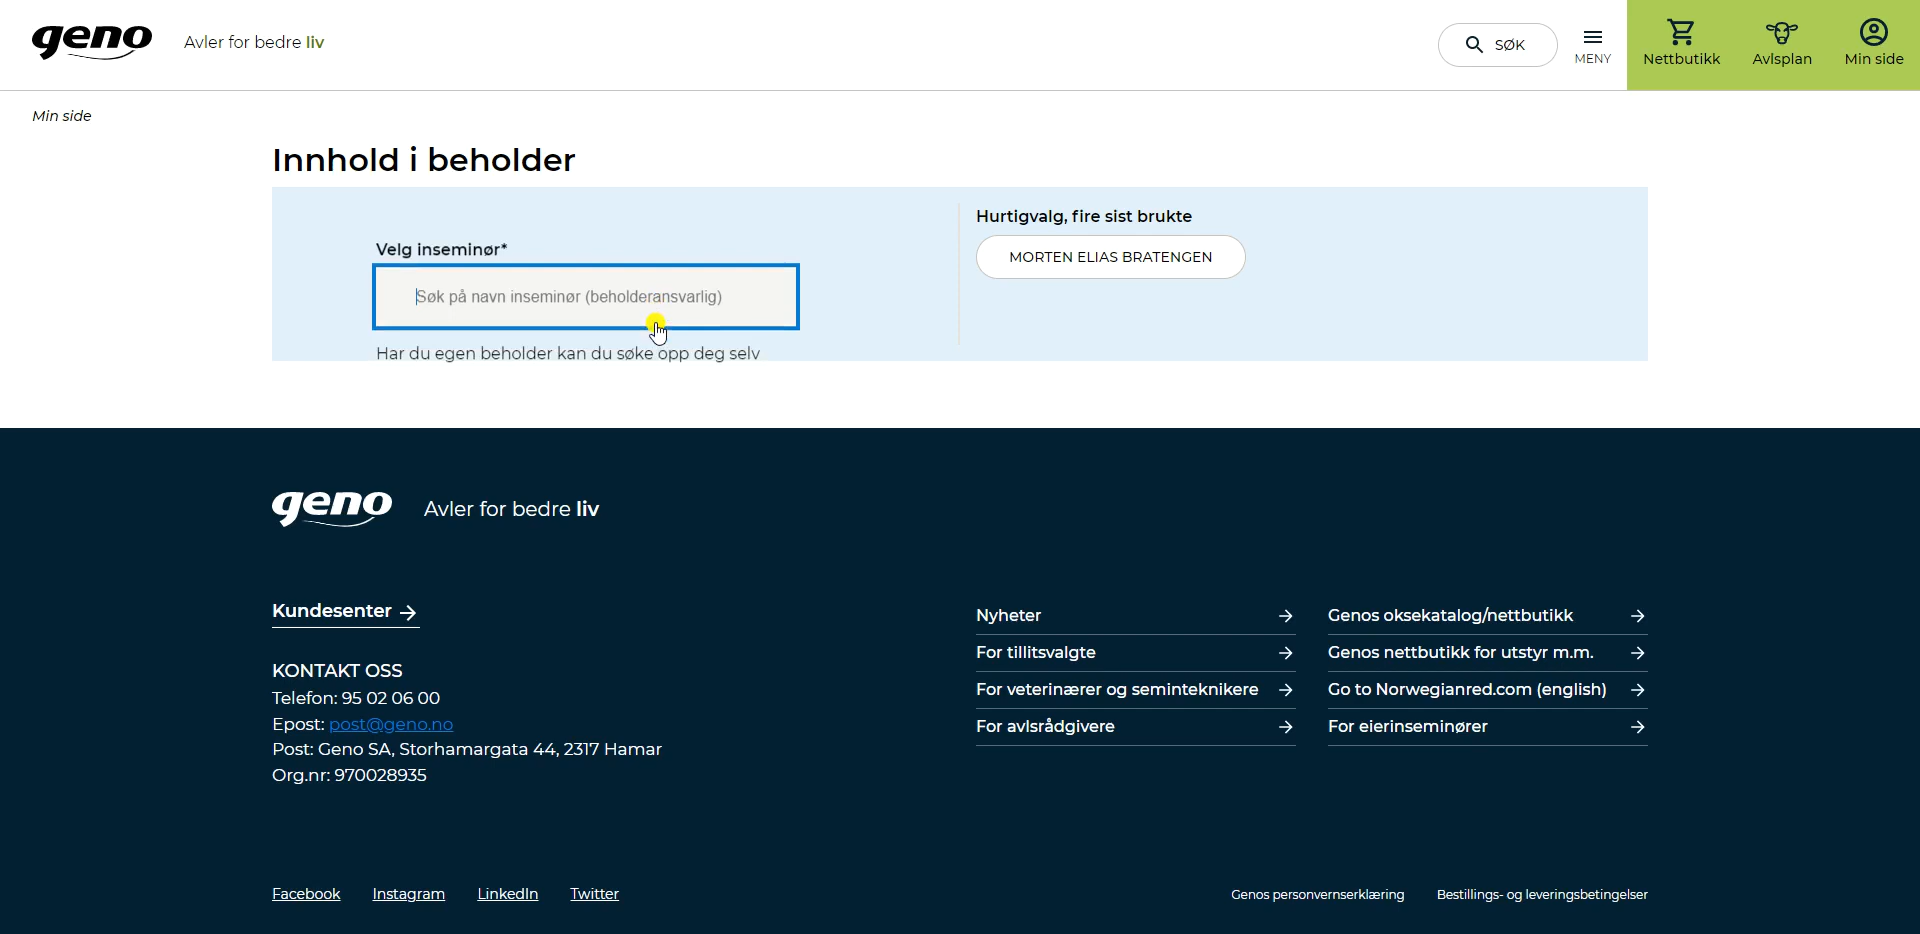 geno
Avler for bedre liv
SØK
MENY
Nettbutikk
Avlsplan
Min side
Min side
Innhold i beholder
Velg inseminør*
Søk på navn inseminør (beholderansvarlig)
Har du egen beholder kan du søke opp deg selv
Hurtigvalg, fire sist brukte
MORTEN ELIAS BRATENGEN
geno
Avler for bedre liv
Kundesenter
KONTAKT OSS
Telefon: 95 02 06 00
Epost: post@geno.no
Post: Geno SA, Storhamargata 44, 2317 Hamar
Org.nr: 970028935
Nyheter
For tillitsvalgte
For veterinærer og seminteknikere
For avlsrådgivere
Genos oksekatalog/nettbutikk
Genos nettbutikk for utstyr m.m.
Go to Norwegianred.com (english)
For eierinseminører
Facebook
Instagram
LinkedIn
Twitter
Genos personvernserklæring
Bestillings- og leveringsbetingelser